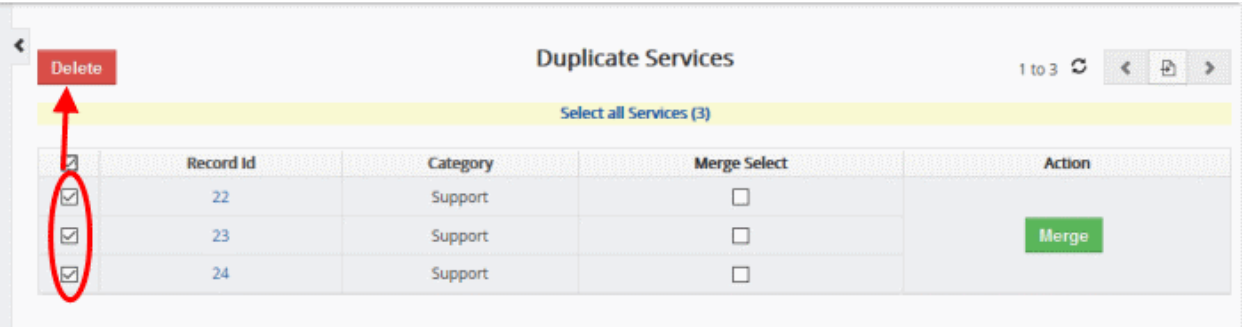 Delete
Duplicate Services
1 to 3
Select all Services (3)
Record Id Category Merge Select Action
22 Support
23 Support Merge
24 Support